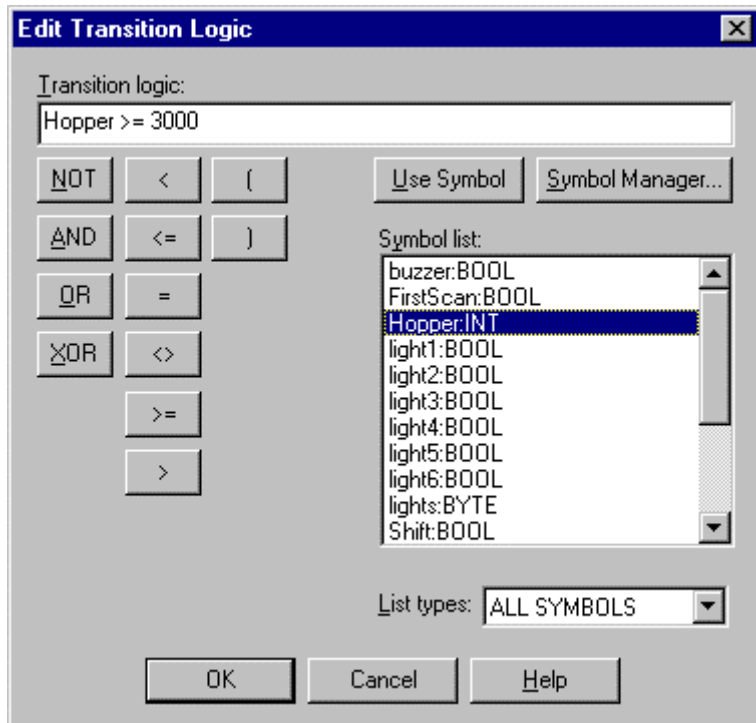 Edit Transition Logic
Transition logic:
Hopper >= 3000
NOT < ( Use Symbol Symbol Manager...
AND <= ) Symbol list:
OR =
XOR <>
>=
>
buzzer:BOOL
FirstScan:BOOL
Hopper:INT
light1:BOOL
light2:BOOL
light3:BOOL
light4:BOOL
light5:BOOL
light6:BOOL
lights:BYTE
Shift:BOOL
List types: ALL SYMBOLS
OK Cancel Help